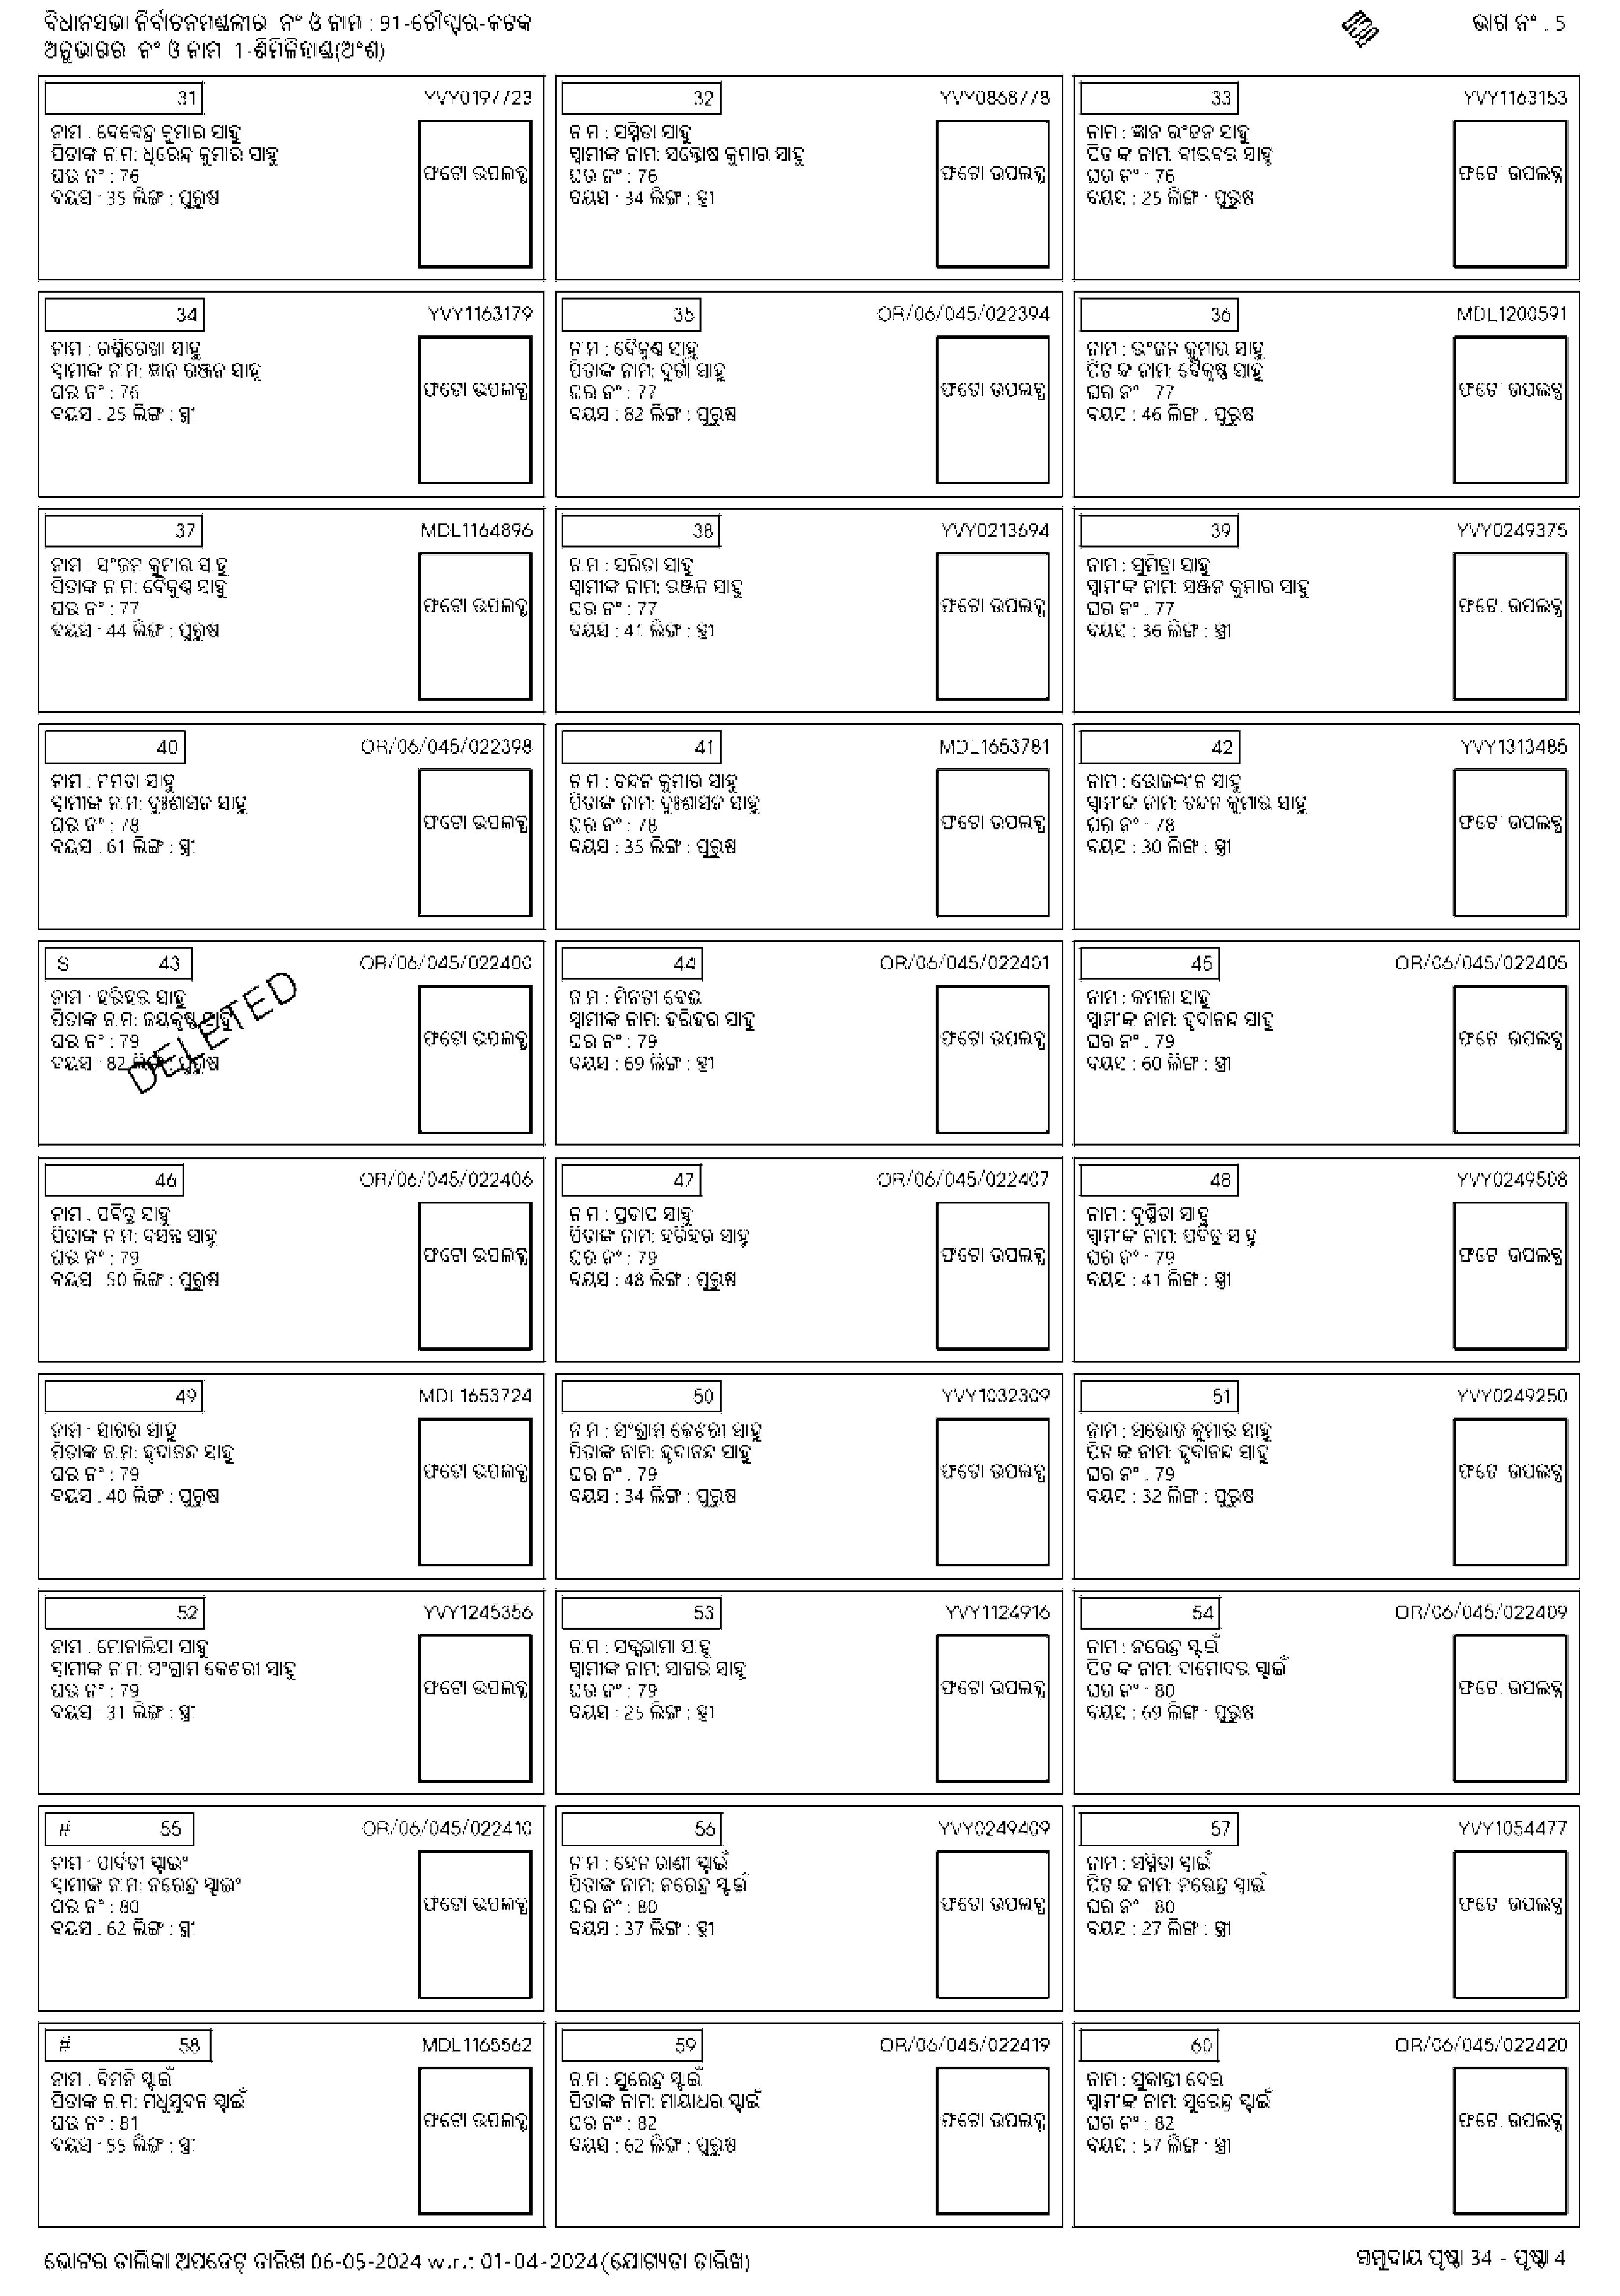 ବିଧାନସଭା ନିର୍ବାଚନମଣ୍ଡଳୀର ନଂ ଓ ନାମ : 91-ଚୌଦ୍ୱାର-କଟକ
ଭାଗ ନଂ : 5
ଅନୁଭାଗର ନଂ ଓ ନାମ 1-ଶିମିଳିହାଣ୍ଡା(ଅଂଶ)
31 YVY0197723
ନାମ : ଦେବେନ୍ଦ୍ର କୁମାର ସାହୁ
ପିତାଙ୍କ ନାମ: ଧିରେନ୍ଦ୍ର କୁମାର ସାହୁ
ଘର ନଂ : 76
ବୟସ : 35 ଲିଙ୍ଗ : ପୁରୁଷ
ଫଟୋ ଉପଲବ୍ଧ
32 YVY0868778
ନାମ : ସସ୍ମିତା ସାହୁ
ସ୍ୱାମୀଙ୍କ ନାମ: ସନ୍ତୋଷ କୁମାର ସାହୁ
ଘର ନଂ : 76
ବୟସ : 34 ଲିଙ୍ଗ : ସ୍ତ୍ରୀ
ଫଟୋ ଉପଲବ୍ଧ
33 YVY1163153
ନାମ : ଜ୍ଞାନ ରଂଜନ ସାହୁ
ପିତାଙ୍କ ନାମ: ବୀରବର ସାହୁ
ଘର ନଂ : 76
ବୟସ : 25 ଲିଙ୍ଗ : ପୁରୁଷ
ଫଟୋ ଉପଲବ୍ଧ
34 YVY1163179
ନାମ : ରଶ୍ମିରେଖା ସାହୁ
ସ୍ୱାମୀଙ୍କ ନାମ: ଜ୍ଞାନ ରଞ୍ଜନ ସାହୁ
ଘର ନଂ : 76
ବୟସ : 25 ଲିଙ୍ଗ : ସ୍ତ୍ରୀ
ଫଟୋ ଉପଲବ୍ଧ
35 OR/06/045/022394
ନାମ : ବୈକୁଣ୍ଠ ସାହୁ
ପିତାଙ୍କ ନାମ: ଦୁର୍ଗା ସାହୁ
ଘର ନଂ : 77
ବୟସ : 82 ଲିଙ୍ଗ : ପୁରୁଷ
ଫଟୋ ଉପଲବ୍ଧ
36 MDL1200591
ନାମ : ରଂଜନ କୁମାର ସାହୁ
ପିତାଙ୍କ ନାମ: ବୈକୁଣ୍ଠ ସାହୁ
ଘର ନଂ : 77
ବୟସ : 46 ଲିଙ୍ଗ : ପୁରୁଷ
ଫଟୋ ଉପଲବ୍ଧ
37 MDL1164896
ନାମ : ସଂଜନ କୁମାର ସାହୁ
ପିତାଙ୍କ ନାମ: ବୈକୁଣ୍ଠ ସାହୁ
ଘର ନଂ : 77
ବୟସ : 44 ଲିଙ୍ଗ : ପୁରୁଷ
ଫଟୋ ଉପଲବ୍ଧ
38 YVY0213694
ନାମ : ସରିତା ସାହୁ
ସ୍ୱାମୀଙ୍କ ନାମ: ରଞ୍ଜନ ସାହୁ
ଘର ନଂ : 77
ବୟସ : 41 ଲିଙ୍ଗ : ସ୍ତ୍ରୀ
ଫଟୋ ଉପଲବ୍ଧ
39 YVY0249375
ନାମ : ସୁମିତ୍ରା ସାହୁ
ସ୍ୱାମୀଙ୍କ ନାମ: ସଞ୍ଜନ କୁମାର ସାହୁ
ଘର ନଂ : 77
ବୟସ : 36 ଲିଙ୍ଗ : ସ୍ତ୍ରୀ
ଫଟୋ ଉପଲବ୍ଧ
40 OR/06/045/022398
ନାମ : ମମତା ସାହୁ
ସ୍ୱାମୀଙ୍କ ନାମ: ଦୁଃଶାସନ ସାହୁ
ଘର ନଂ : 78
ବୟସ : 61 ଲିଙ୍ଗ : ସ୍ତ୍ରୀ
ଫଟୋ ଉପଲବ୍ଧ
41 MDL1653781
ନାମ : ଚନ୍ଦନ କୁମାର ସାହୁ
ପିତାଙ୍କ ନାମ: ଦୁଃଶାସନ ସାହୁ
ଘର ନଂ : 78
ବୟସ : 35 ଲିଙ୍ଗ : ପୁରୁଷ
ଫଟୋ ଉପଲବ୍ଧ
42 YVY1313485
ନାମ : ରୋଜଲୀନ ସାହୁ
ସ୍ୱାମୀଙ୍କ ନାମ: ଚନ୍ଦନ କୁମାର ସାହୁ
ଘର ନଂ : 78
ବୟସ : 30 ଲିଙ୍ଗ : ସ୍ତ୍ରୀ
ଫଟୋ ଉପଲବ୍ଧ
S 43 OR/06/045/022400
ନାମ : ହରିହର ସାହୁ
ପିତାଙ୍କ ନାମ: ଜୟକୃଷ୍ଣ ସାହୁ
ଘର ନଂ : 79
ବୟସ : 82 ଲିଙ୍ଗ : ପୁରୁଷ
DELETED
ଫଟୋ ଉପଲବ୍ଧ
44 OR/06/045/022401
ନାମ : ମିନତୀ ଦେଈ
ସ୍ୱାମୀଙ୍କ ନାମ: ହରିହର ସାହୁ
ଘର ନଂ : 79
ବୟସ : 69 ଲିଙ୍ଗ : ସ୍ତ୍ରୀ
ଫଟୋ ଉପଲବ୍ଧ
45 OR/06/045/022405
ନାମ : କମଳା ସାହୁ
ସ୍ୱାମୀଙ୍କ ନାମ: ହୃଦାନନ୍ଦ ସାହୁ
ଘର ନଂ : 79
ବୟସ : 60 ଲିଙ୍ଗ : ସ୍ତ୍ରୀ
ଫଟୋ ଉପଲବ୍ଧ
46 OR/06/045/022406
ନାମ : ପବିତ୍ର ସାହୁ
ପିତାଙ୍କ ନାମ: ବସନ୍ତ ସାହୁ
ଘର ନଂ : 79
ବୟସ : 50 ଲିଙ୍ଗ : ପୁରୁଷ
ଫଟୋ ଉପଲବ୍ଧ
47 OR/06/045/022407
ନାମ : ପ୍ରତାପ ସାହୁ
ପିତାଙ୍କ ନାମ: ହରିହର ସାହୁ
ଘର ନଂ : 79
ବୟସ : 48 ଲିଙ୍ଗ : ପୁରୁଷ
ଫଟୋ ଉପଲବ୍ଧ
48 YVY0249508
ନାମ : ସାହୁ
ସ୍ୱାମୀଙ୍କ ନାମ: ପବିତ୍ର ସାହୁ
ଘର ନଂ : 79
ବୟସ : 41 ଲିଙ୍ଗ : ସ୍ତ୍ରୀ
ଫଟୋ ଉପଲବ୍ଧ
49 MDL1653724
ନାମ : ସାଗର ସାହୁ
ପିତାଙ୍କ ନାମ: ହୃଦାନନ୍ଦ ସାହୁ
ଘର ନଂ : 79
ବୟସ : 40 ଲିଙ୍ଗ : ପୁରୁଷ
ଫଟୋ ଉପଲବ୍ଧ
50 YVY1032309
ନାମ : ସଂଗ୍ରାମ କେଶରୀ ସାହୁ
ପିତାଙ୍କ ନାମ: ହୃଦାନନ୍ଦ ସାହୁ
ଘର ନଂ : 79
ବୟସ : 34 ଲିଙ୍ଗ : ପୁରୁଷ
ଫଟୋ ଉପଲବ୍ଧ
51 YVY0249250
ନାମ : ସରୋଜ କୁମାର ସାହୁ
ପିତାଙ୍କ ନାମ: ହୃଦାନନ୍ଦ ସାହୁ
ଘର ନଂ : 79
ବୟସ : 32 ଲିଙ୍ଗ : ପୁରୁଷ
ଫଟୋ ଉପଲବ୍ଧ
52 YVY1245356
ନାମ : ମୋନାଲିସା ସାହୁ
ସ୍ୱାମୀଙ୍କ ନାମ: ସଂଗ୍ରାମ କେଶରୀ ସାହୁ
ଘର ନଂ : 79
ବୟସ : 31 ଲିଙ୍ଗ : ସ୍ତ୍ରୀ
ଫଟୋ ଉପଲବ୍ଧ
53 YVY1124916
ନାମ : ସତ୍ୟଭାମା ସାହୁ
ସ୍ୱାମୀଙ୍କ ନାମ: ସାଗର ସାହୁ
ଘର ନଂ : 79
ବୟସ : 25 ଲିଙ୍ଗ : ସ୍ତ୍ରୀ
ଫଟୋ ଉପଲବ୍ଧ
54 OR/06/045/022409
ନାମ : ନରେନ୍ଦ୍ର ସ୍ୱାଇଁ
ପିତାଙ୍କ ନାମ: ଦାମୋଦର ସ୍ୱାଇଁ
ଘର ନଂ : 80
ବୟସ : 69 ଲିଙ୍ଗ : ପୁରୁଷ
ଫଟୋ ଉପଲବ୍ଧ
# 55 OR/06/045/022410
ନାମ : ପାର୍ବତୀ ସ୍ୱାଇଂ
ସ୍ୱାମୀଙ୍କ ନାମ: ନରେନ୍ଦ୍ର ସ୍ୱାଇଂ
ଘର ନଂ : 80
ବୟସ : 62 ଲିଙ୍ଗ : ସ୍ତ୍ରୀ
ଫଟୋ ଉପଲବ୍ଧ
56 YVY0249409
ନାମ : ହେନା ରାଣୀ ସ୍ୱାଇଁ
ପିତାଙ୍କ ନାମ: ନରେନ୍ଦ୍ର ସ୍ୱାଇଁ
ଘର ନଂ : 80
ବୟସ : 37 ଲିଙ୍ଗ : ସ୍ତ୍ରୀ
ଫଟୋ ଉପଲବ୍ଧ
57 YVY1054477
ନାମ : ସସ୍ମିତା ସ୍ୱାଇଁ
ପିତାଙ୍କ ନାମ: ନରେନ୍ଦ୍ର ସ୍ୱାଇଁ
ଘର ନଂ : 80
ବୟସ : 27 ଲିଙ୍ଗ : ସ୍ତ୍ରୀ
ଫଟୋ ଉପଲବ୍ଧ
# 58 MDL1165562
ନାମ : ବିମନି ସ୍ୱାଇଁ
ପିତାଙ୍କ ନାମ: ମଧୁସୁଦନ ସ୍ୱାଇଁ
ଘର ନଂ : 81
ବୟସ : 55 ଲିଙ୍ଗ : ସ୍ତ୍ରୀ
ଫଟୋ ଉପଲବ୍ଧ
59 OR/06/045/022419
ନାମ : ସୁରେନ୍ଦ୍ର ସ୍ୱାଇଁ
ପିତାଙ୍କ ନାମ: ମାୟାଧର ସ୍ୱାଇଁ
ଘର ନଂ : 82
ବୟସ : 62 ଲିଙ୍ଗ : ପୁରୁଷ
ଫଟୋ ଉପଲବ୍ଧ
60 OR/06/045/022420
ନାମ : ସୁକାନ୍ତୀ ଦେଇ
ସ୍ୱାମୀଙ୍କ ନାମ: ସୁରେନ୍ଦ୍ର ସ୍ୱାଇଁ
ଘର ନଂ : 82
ବୟସ : 57 ଲିଙ୍ଗ : ସ୍ତ୍ରୀ
ଫଟୋ ଉପଲବ୍ଧ
ଭୋଟର ତାଲିକା ଅପଡେଟ୍ ତାରିଖ 06-05-2024 w.r.: 01-04-2024(ଯୋଗ୍ୟତା ତାରିଖ)
ସମୁଦାୟ ପୃଷ୍ଠା 34 - ପୃଷ୍ଠା 4